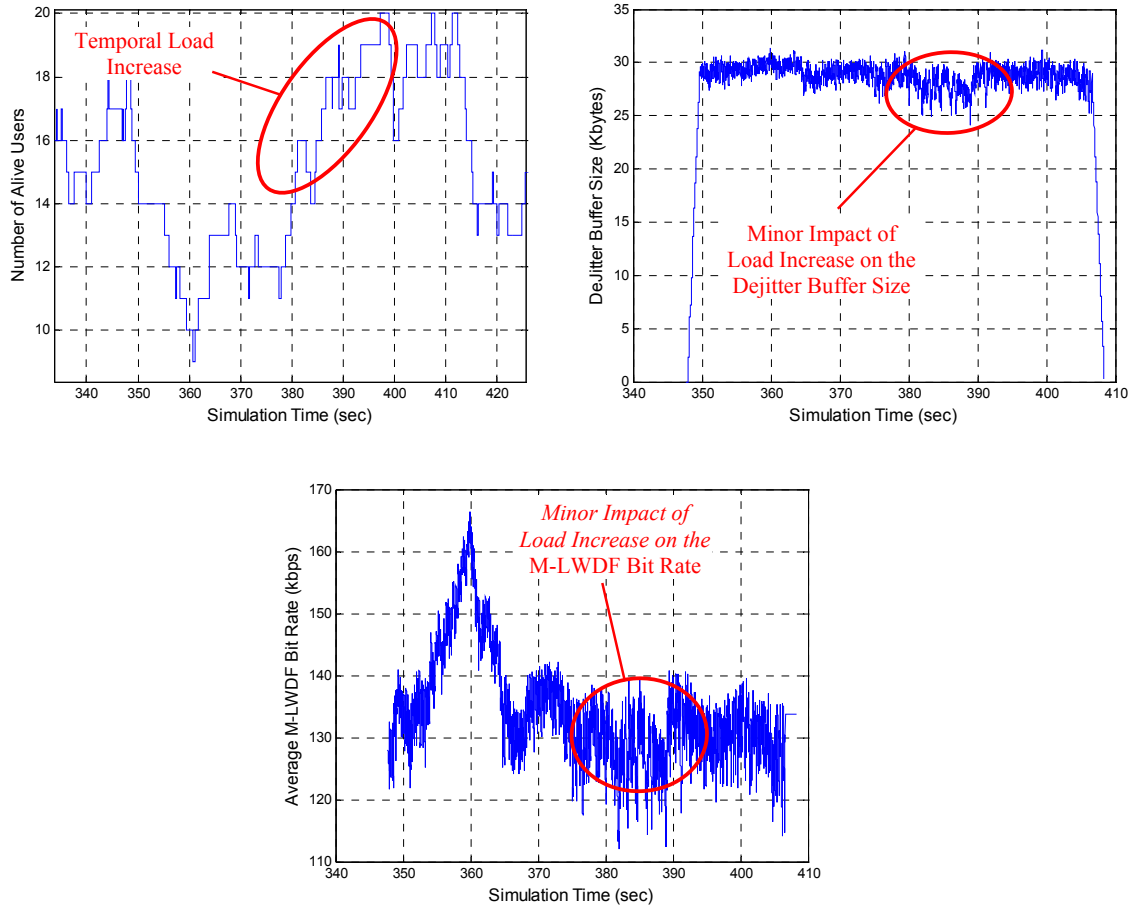 Temporal Load
Increase
Number of Alive Users
20
18
16
14
12
10
340 350 360 370 380 390 400 410 420
Simulation Time (sec)
DeJitter Buffer Size (Kbytes)
35
30
25
20
15
10
5
0
Minor Impact of
Load Increase on the
Dejitter Buffer Size
340 350 360 370 380 390 400 410
Simulation Time (sec)
Average M-LWDF Bit Rate (kbps)
170
160
150
140
130
120
110
Minor Impact of
Load Increase on the
M-LWDF Bit Rate
340 350 360 370 380 390 400 410
Simulation Time (sec)